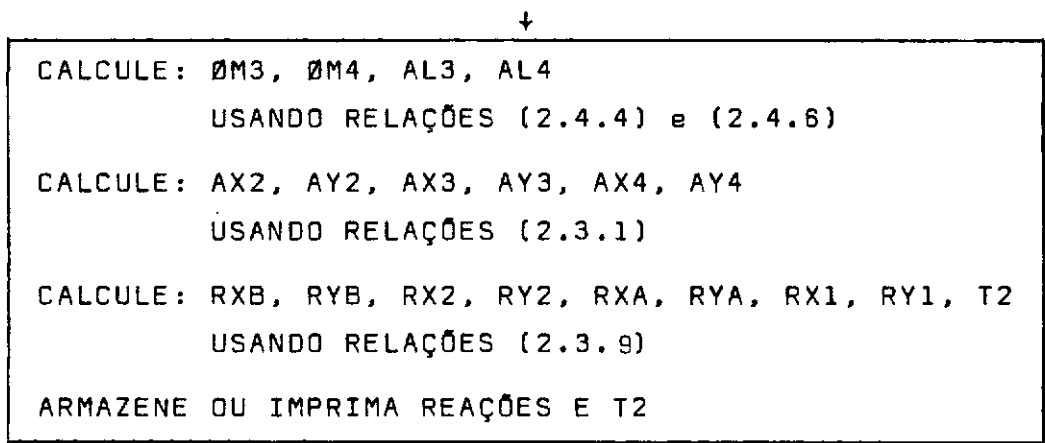 CALCULE: ØM3, ØM4, AL3, AL4
USANDO RELAÇÕES (2.4.4) e (2.4.6)
CALCULE: AX2, AY2, AX3, AY3, AX4, AY4
USANDO RELAÇÕES (2.3.1)
CALCULE: RXB, RYB, RX2, RY2, RXA, RYA, RX1, RY1, T2
USANDO RELAÇÕES (2.3.9)
ARMAZENE OU IMPRIMA REAÇÕES E T2